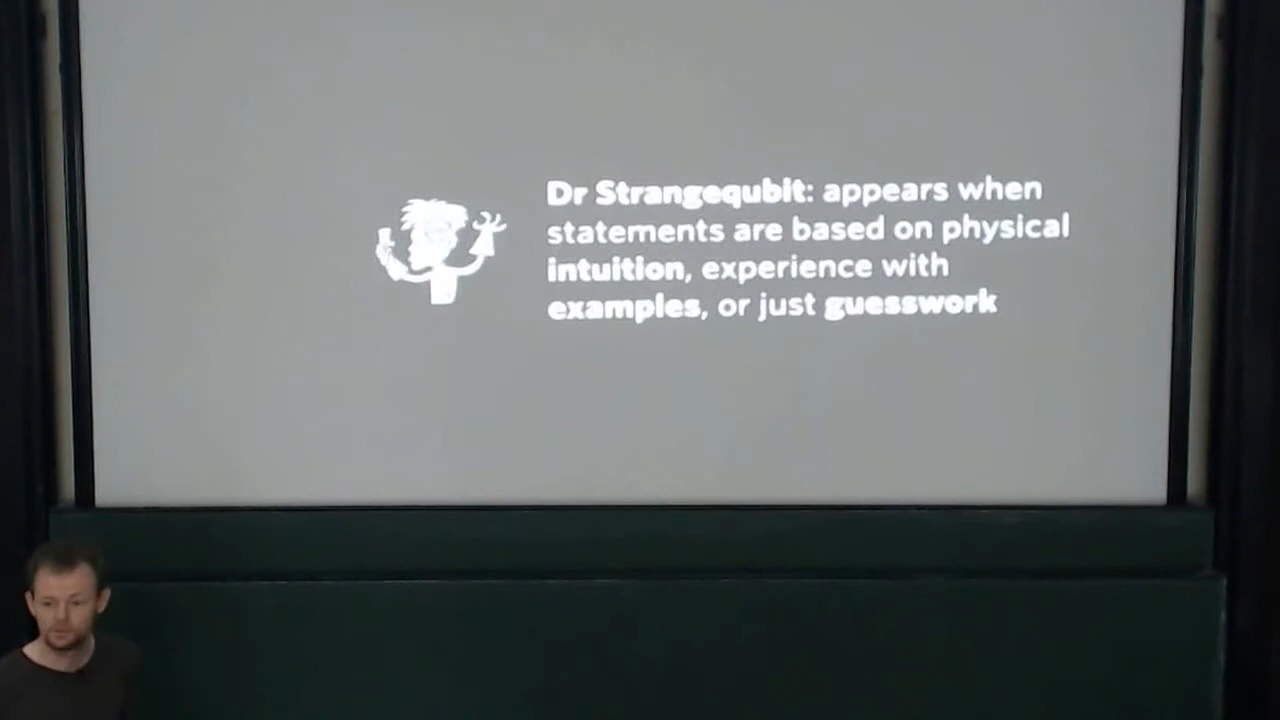 Dr Strangequbit: appears when
statements are based on physical
intuition, experience with
examples, or just guesswork